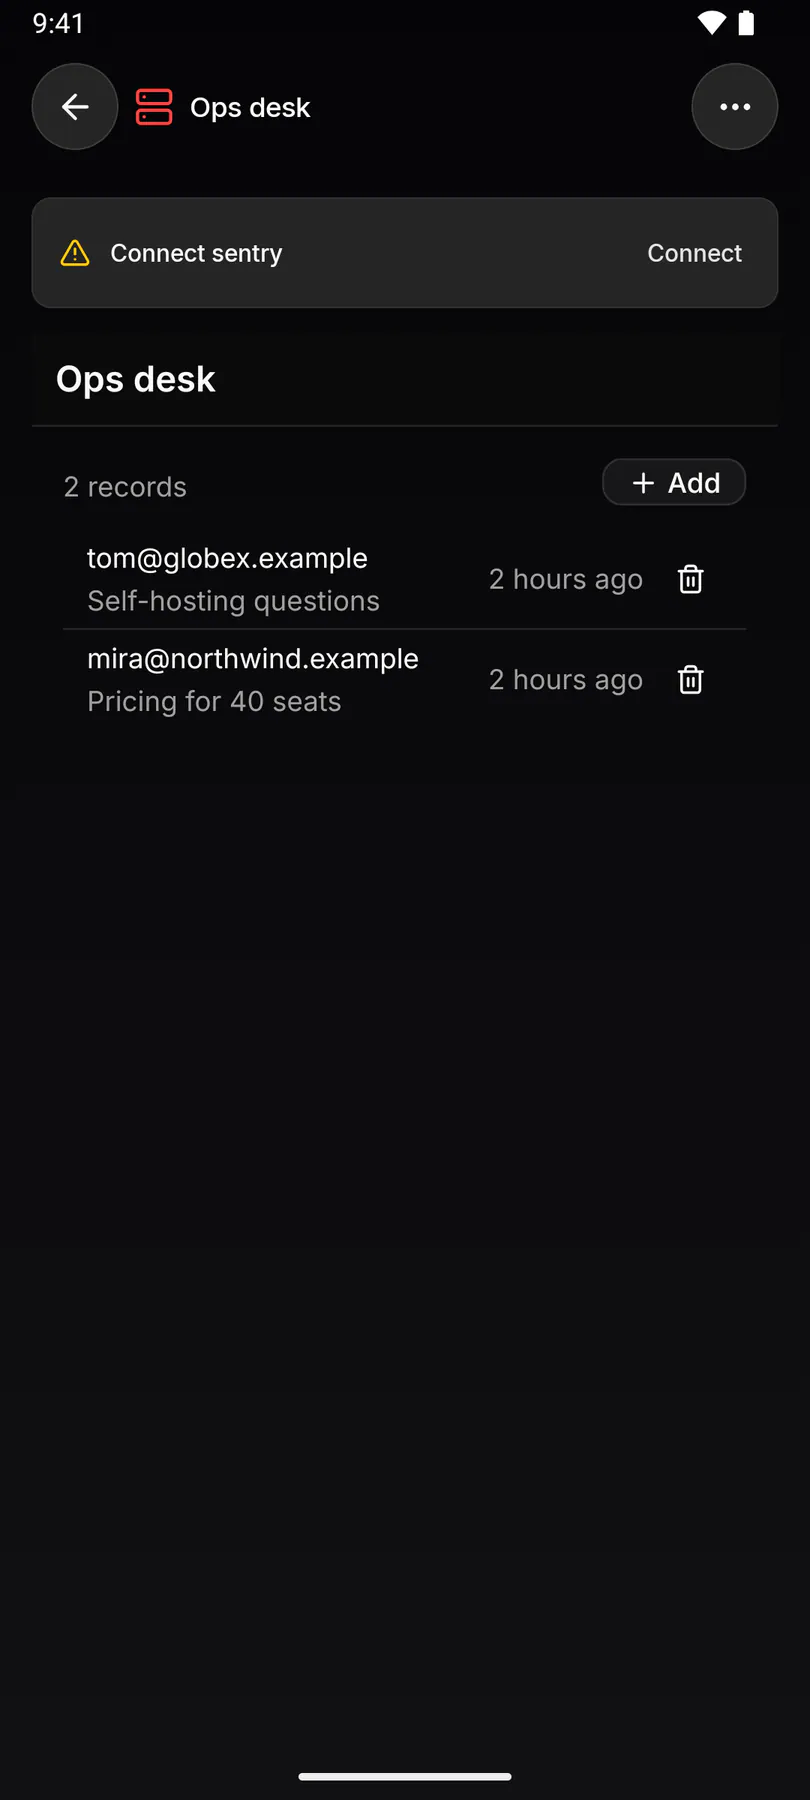 9:41
Ops desk
Connect sentry
Connect
Ops desk
2 records
+ Add
tom@globex.example
Self-hosting questions
2 hours ago
mira@northwind.example
Pricing for 40 seats
2 hours ago